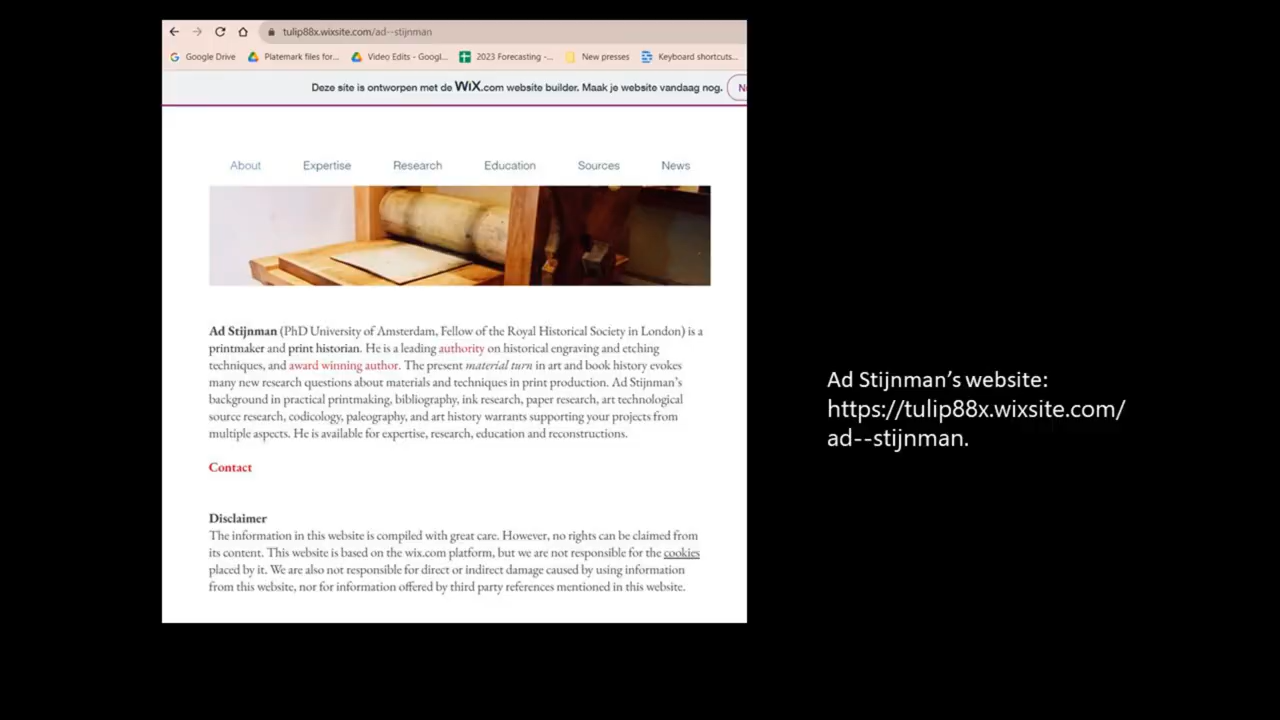 tulip88x.wixsite.com/ad--stijnman
Google Drive
Platemark files for...
Video Edits - Googl...
2023 Forecasting -...
New presses
Keyboard shortcuts...
Deze site is ontworpen met de WiX.com website builder. Maak je website vandaag nog.
About
Expertise
Research
Education
Sources
News
Ad Stijnman (PhD University of Amsterdam, Fellow of the Royal Historical Society in London) is a
printmaker and print historian. He is a leading authority on historical engraving and etching
techniques, and award winning author. The present material turn in art and book history evokes
many new research questions about materials and techniques in print production. Ad Stijnman's
background in practical printmaking, bibliography, ink research, paper research, art technological
source research, codicology, paleography, and art history warrants supporting your projects from
multiple aspects. He is available for expertise, research, education and reconstructions.
Contact
Disclaimer
The information in this website is compiled with great care. However, no rights can be claimed from
its content. This website is based on the wix.com platform, but we are not responsible for the cookies
placed by it. We are also not responsible for direct or indirect damage caused by using information
from this website, nor for information offered by third party references mentioned in this website.
Ad Stijnman's website:
https://tulip88x.wixsite.com/
ad--stijnman.